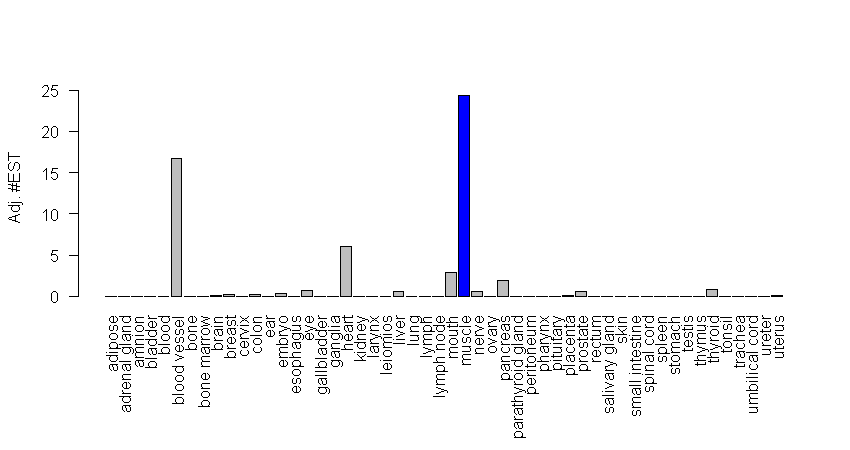 Adj. #EST
25
20
15
10
5
0
adipose
adrenal gland
amnion
bladder
blood
blood vessel
bone
bone marrow
brain
breast
cervix
colon
ear
embryo
esophagus
eye
gallbladder
ganglia
heart
kidney
larynx
leiomios
liver
lung
lymph
lymph node
mouth
muscle
nerve
ovary
pancreas
parathyroid gland
peritoneum
pharynx
pituitary
placenta
prostate
rectum
salivary gland
skin
small intestine
spinal cord
spleen
stomach
testis
thymus
thyroid
tonsil
trachea
umbilical cord
ureter
uterus